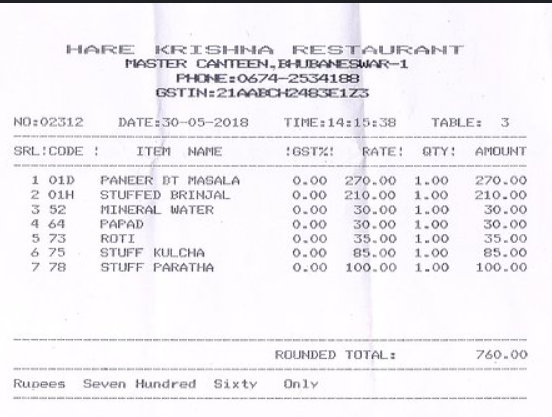 HARE KRISHNA RESTAURANT
MASTER CANTEEN,BHUBANESWAR-1
PHONE:0674-2534188
GSTIN:21AABCH2483E1Z3
NO:02312 DATE:30-05-2018 TIME:14:15:38 TABLE: 3
SRL!CODE ! ITEM NAME !GST%! RATE! QTY! AMOUNT
1 01D PANEER BT MASALA 0.00 270.00 1.00 270.00
2 01H STUFFED BRINJAL 0.00 210.00 1.00 210.00
3 52 MINERAL WATER 0.00 30.00 1.00 30.00
4 64 PAPAD 0.00 30.00 1.00 30.00
5 73 ROTI 0.00 35.00 1.00 35.00
6 75 STUFF KULCHA 0.00 85.00 1.00 85.00
7 78 STUFF PARATHA 0.00 100.00 1.00 100.00
ROUNDED TOTAL: 760.00
Rupees Seven Hundred Sixty Only